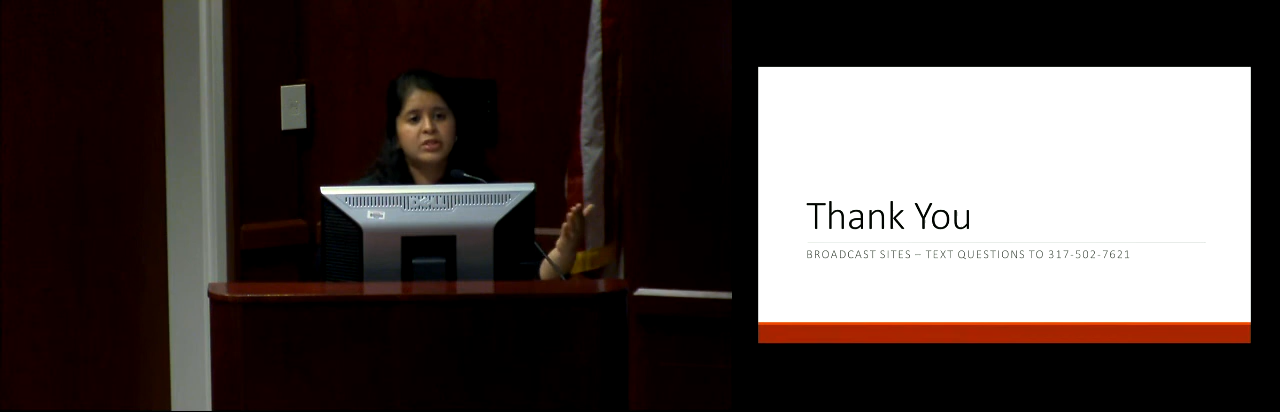 Thank You
BROADCAST SITES – TEXT QUESTIONS TO 317-502-7621